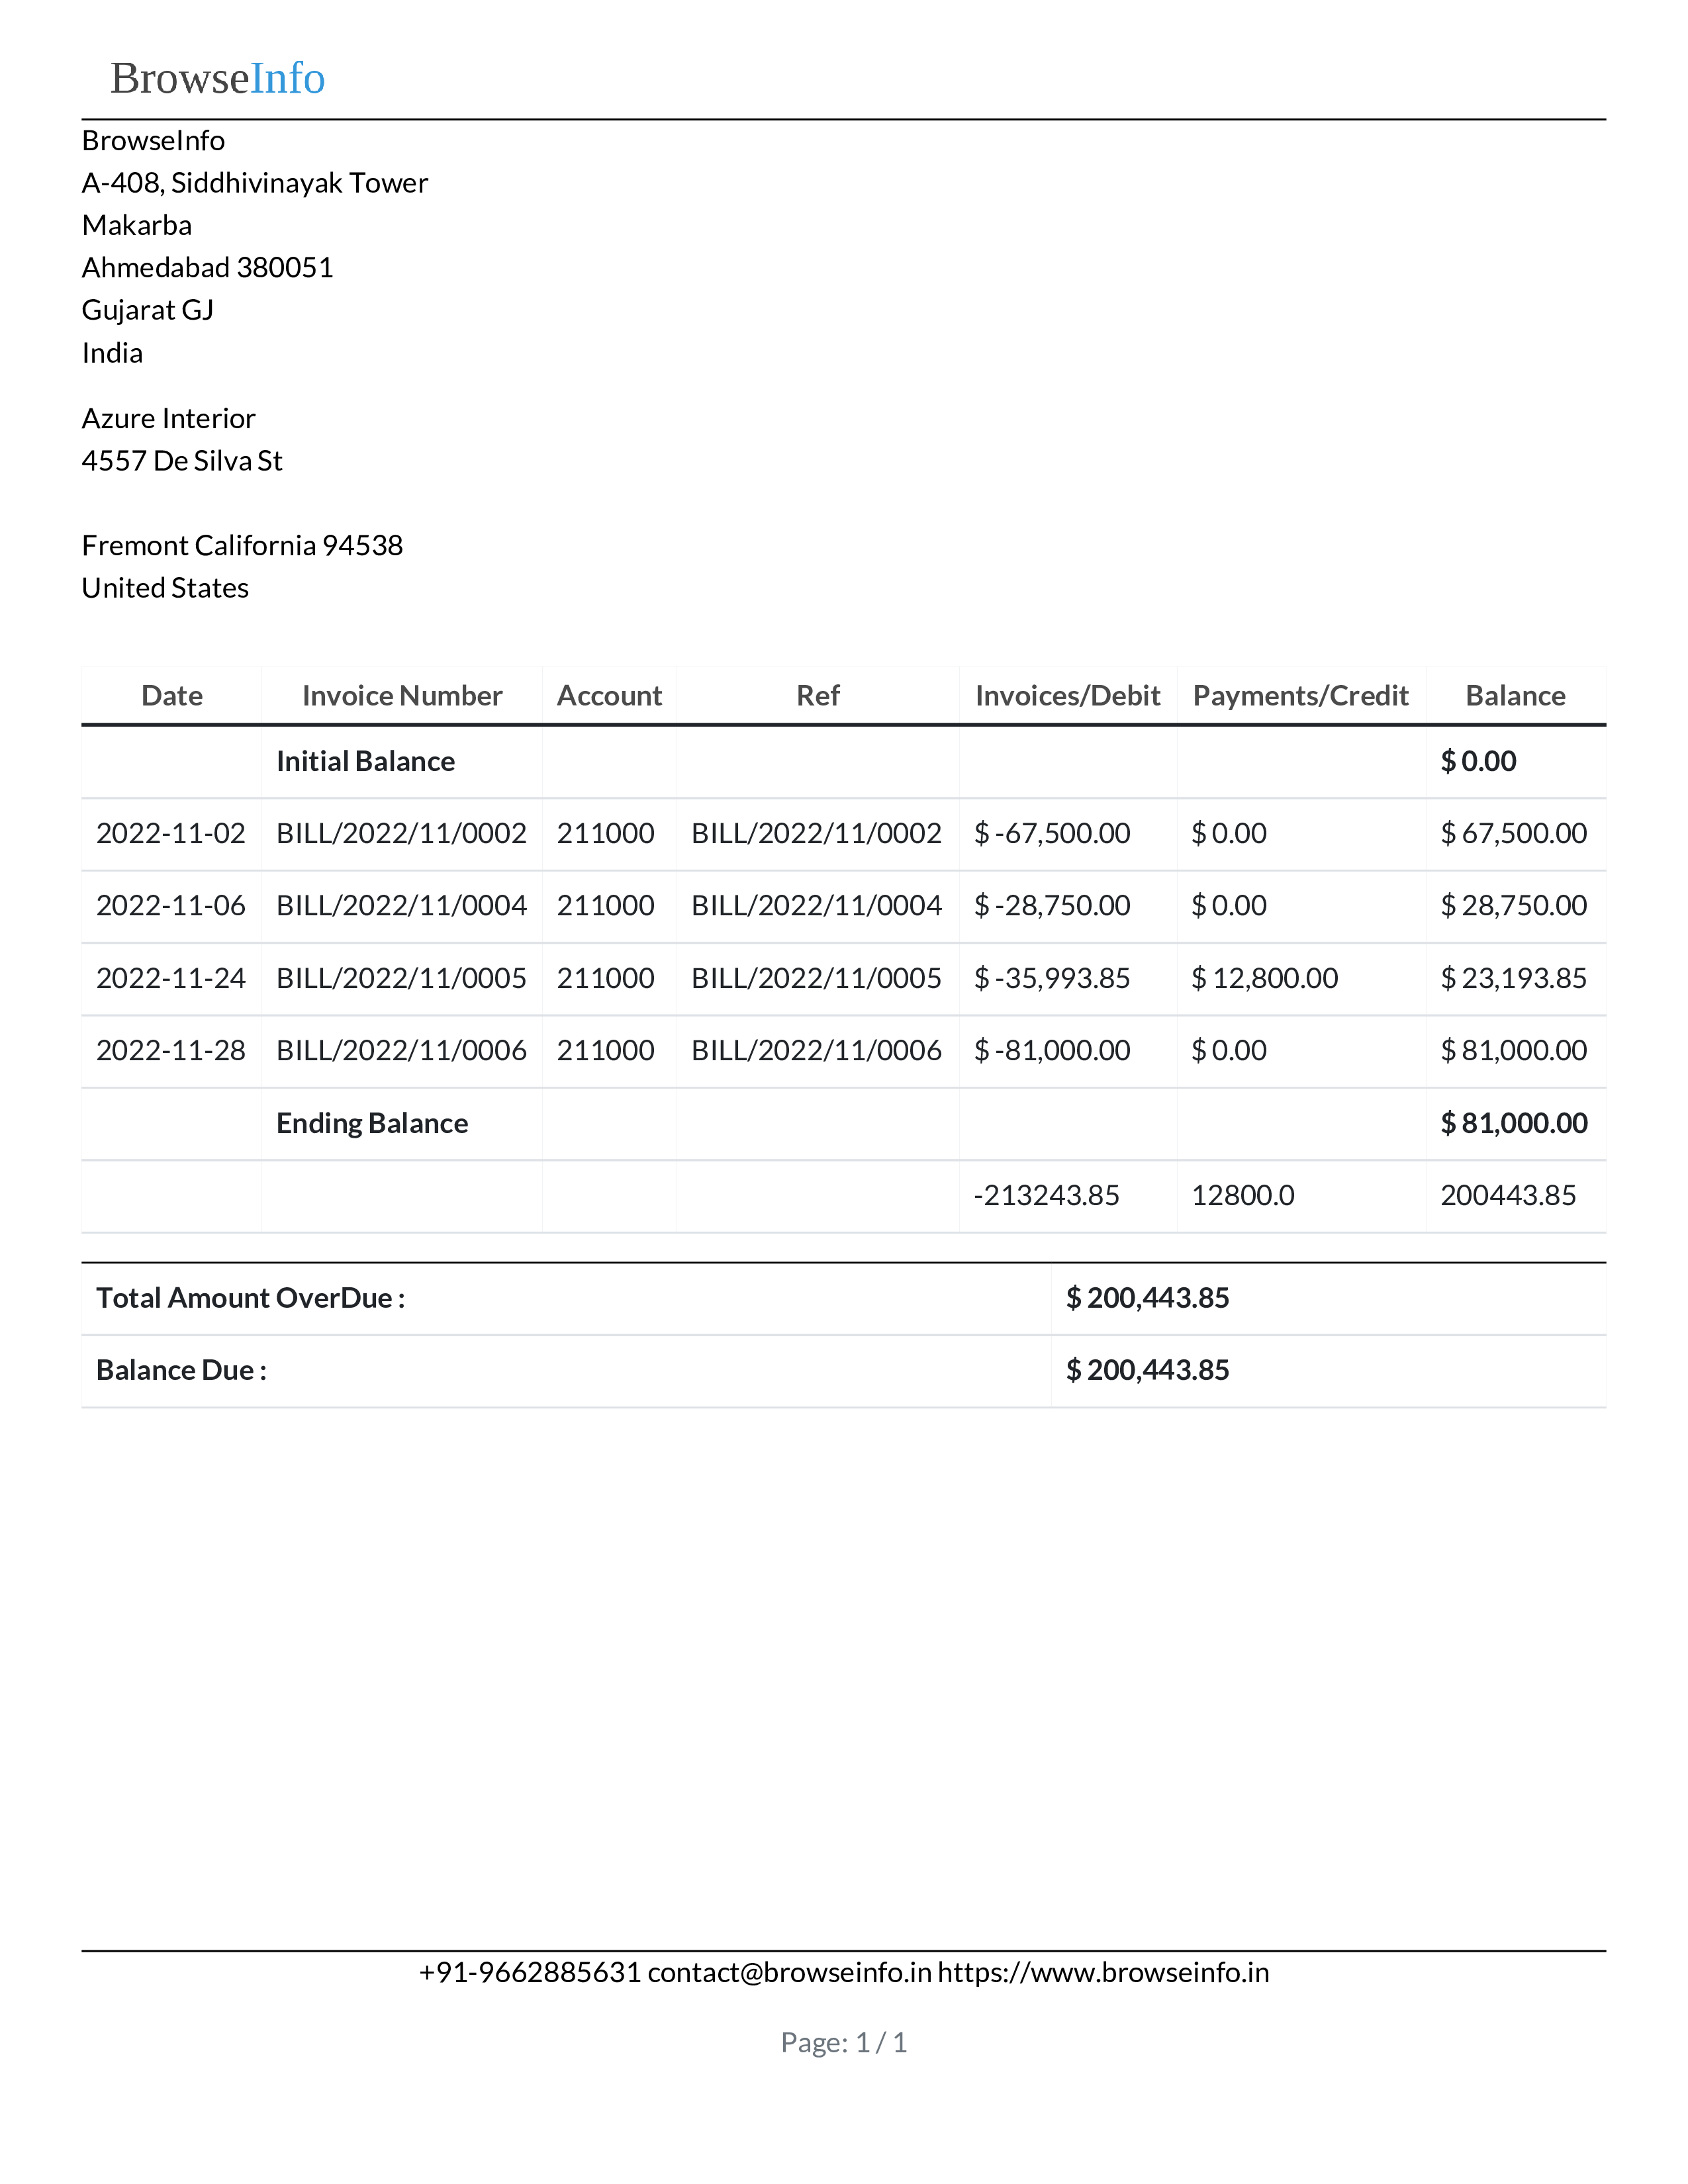 BrowseInfo
BrowseInfo
A-408, Siddhivinayak Tower
Makarba
Ahmedabad 380051
Gujarat GJ
India
Azure Interior
4557 De Silva St
Fremont California 94538
United States
Date Invoice Number Account Ref Invoices/Debit Payments/Credit Balance
Initial Balance $ 0.00
2022-11-02 BILL/2022/11/0002 211000 BILL/2022/11/0002 $ -67,500.00 $ 0.00 $ 67,500.00
2022-11-06 BILL/2022/11/0004 211000 BILL/2022/11/0004 $ -28,750.00 $ 0.00 $ 28,750.00
2022-11-24 BILL/2022/11/0005 211000 BILL/2022/11/0005 $ -35,993.85 $ 12,800.00 $ 23,193.85
2022-11-28 BILL/2022/11/0006 211000 BILL/2022/11/0006 $ -81,000.00 $ 0.00 $ 81,000.00
Ending Balance $ 81,000.00
-213243.85 12800.0 200443.85
Total Amount OverDue : $ 200,443.85
Balance Due : $ 200,443.85
+91-9662885631 contact@browseinfo.in https://www.browseinfo.in
Page: 1 / 1